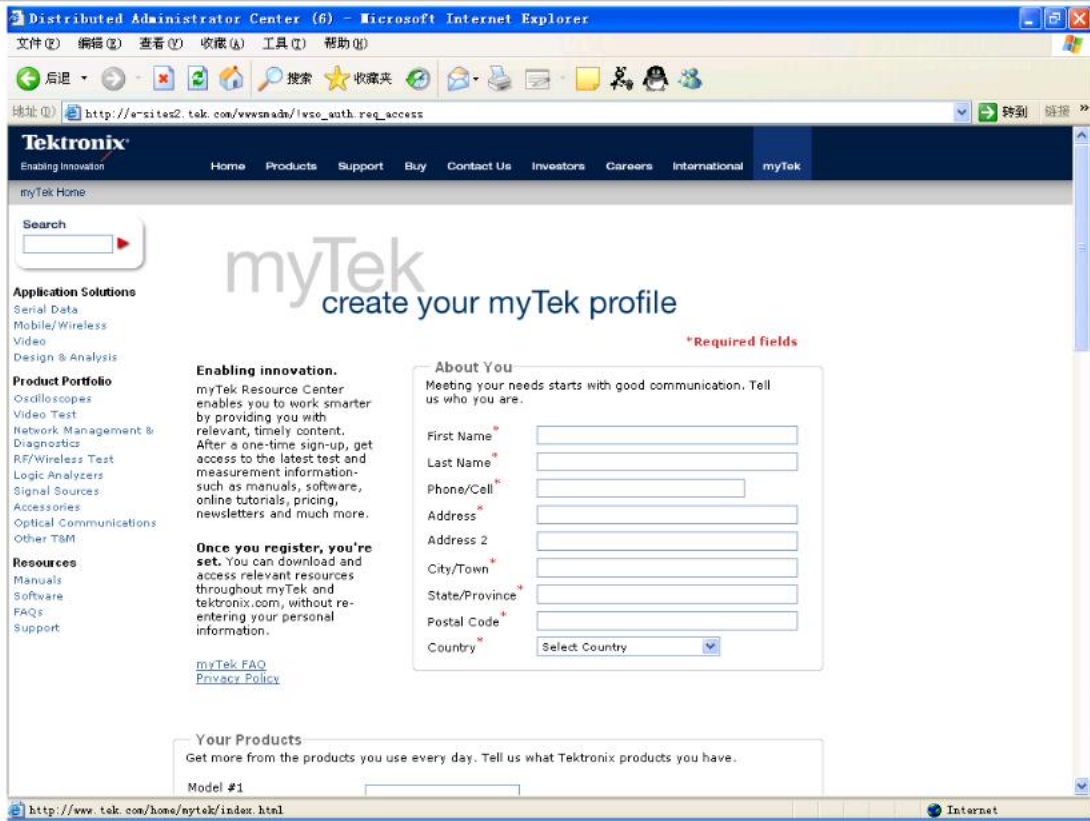 Distributed Administrator Center (6) - Microsoft Internet Explorer
文件(F) 编辑(E) 查看(V) 收藏(A) 工具(T) 帮助(H)
后退 搜索 收藏夹
地址(D) http://e-sites2.tek.com/wwwsnadm/!wso_auth.req_access 转到 链接 »
Tektronix
Enabling Innovation
Home Products Support Buy Contact Us Investors Careers International myTek
myTek Home
Search
Application Solutions
Serial Data
Mobile/Wireless
Video
Design & Analysis
Product Portfolio
Oscilloscopes
Video Test
Network Management &
Diagnostics
RF/Wireless Test
Logic Analyzers
Signal Sources
Accessories
Optical Communications
Other T&M
Resources
Manuals
Software
FAQs
Support
myTek
create your myTek profile
*Required fields
Enabling innovation.
myTek Resource Center
enables you to work smarter
by providing you with
relevant, timely content.
After a one-time sign-up, get
access to the latest test and
measurement information-
such as manuals, software,
online tutorials, pricing,
newsletters and much more.
Once you register, you're
set. You can download and
access relevant resources
throughout myTek and
tektronix.com, without re-
entering your personal
information.
myTek FAQ
Privacy Policy
About You
Meeting your needs starts with good communication. Tell
us who you are.
First Name*
Last Name*
Phone/Cell*
Address*
Address 2
City/Town*
State/Province*
Postal Code*
Country* Select Country
Your Products
Get more from the products you use every day. Tell us what Tektronix products you have.
Model #1
http://www.tek.com/home/mytek/index.html Internet